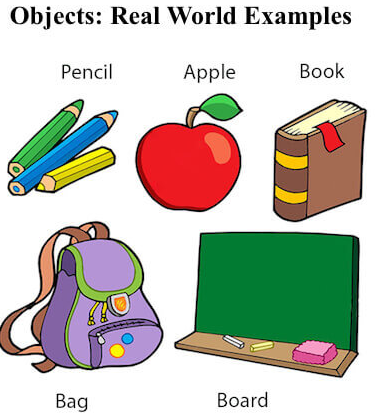 Objects: Real World Examples
Pencil Apple Book
Bag Board